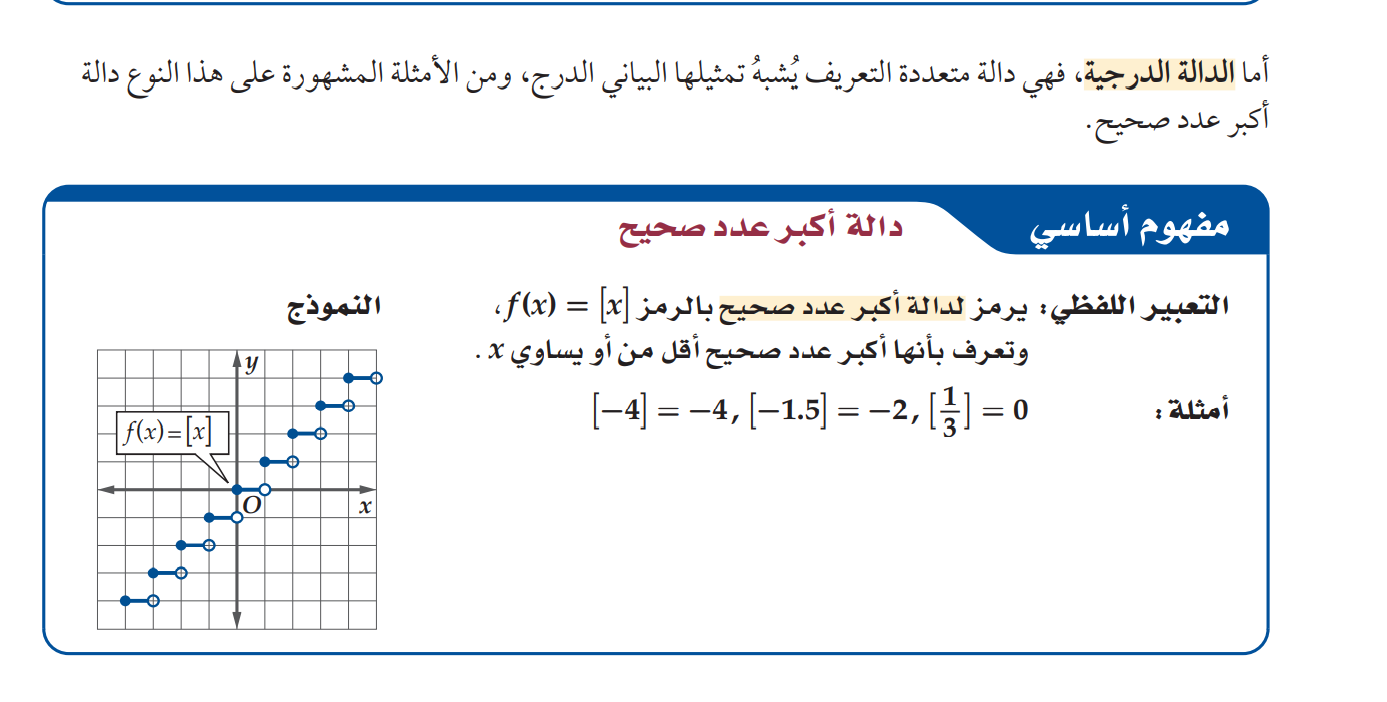 أما الدالة الدرجية، فهي دالة متعددة التعريف يُشبهُ تمثيلها البياني الدرج، ومن الأمثلة المشهورة على هذا النوع دالة
أكبر عدد صحيح.
مفهوم أساسي
دالة أكبر عدد صحيح
التعبير اللفظي: يرمز لدالة أكبر عدد صحيح بالرمز f(x) = [x]،
وتعرف بأنها أكبر عدد صحيح أقل من أو يساوي x .
أمثلة :
[−4] = −4, [−1.5] = −2, [1/3] = 0
النموذج
y
f(x)=[x]
O
x